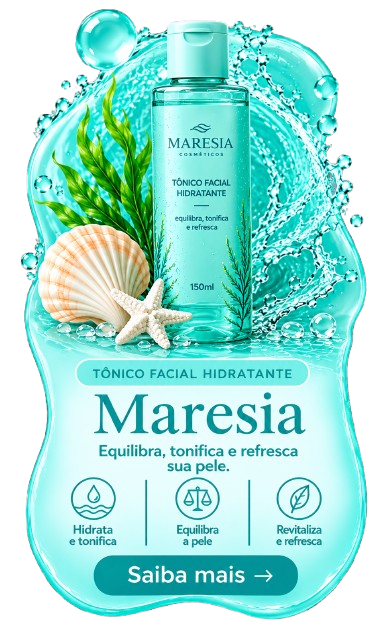 MARESIA
COSMÉTICOS
TÔNICO FACIAL
HIDRATANTE
equilibra, tonifica
e refresca
150ml
TÔNICO FACIAL HIDRATANTE
Maresia
Equilibra, tonifica e refresca
sua pele.
Hidrata
e tonifica
Equilibra
a pele
Revitaliza
e refresca
Saiba mais →